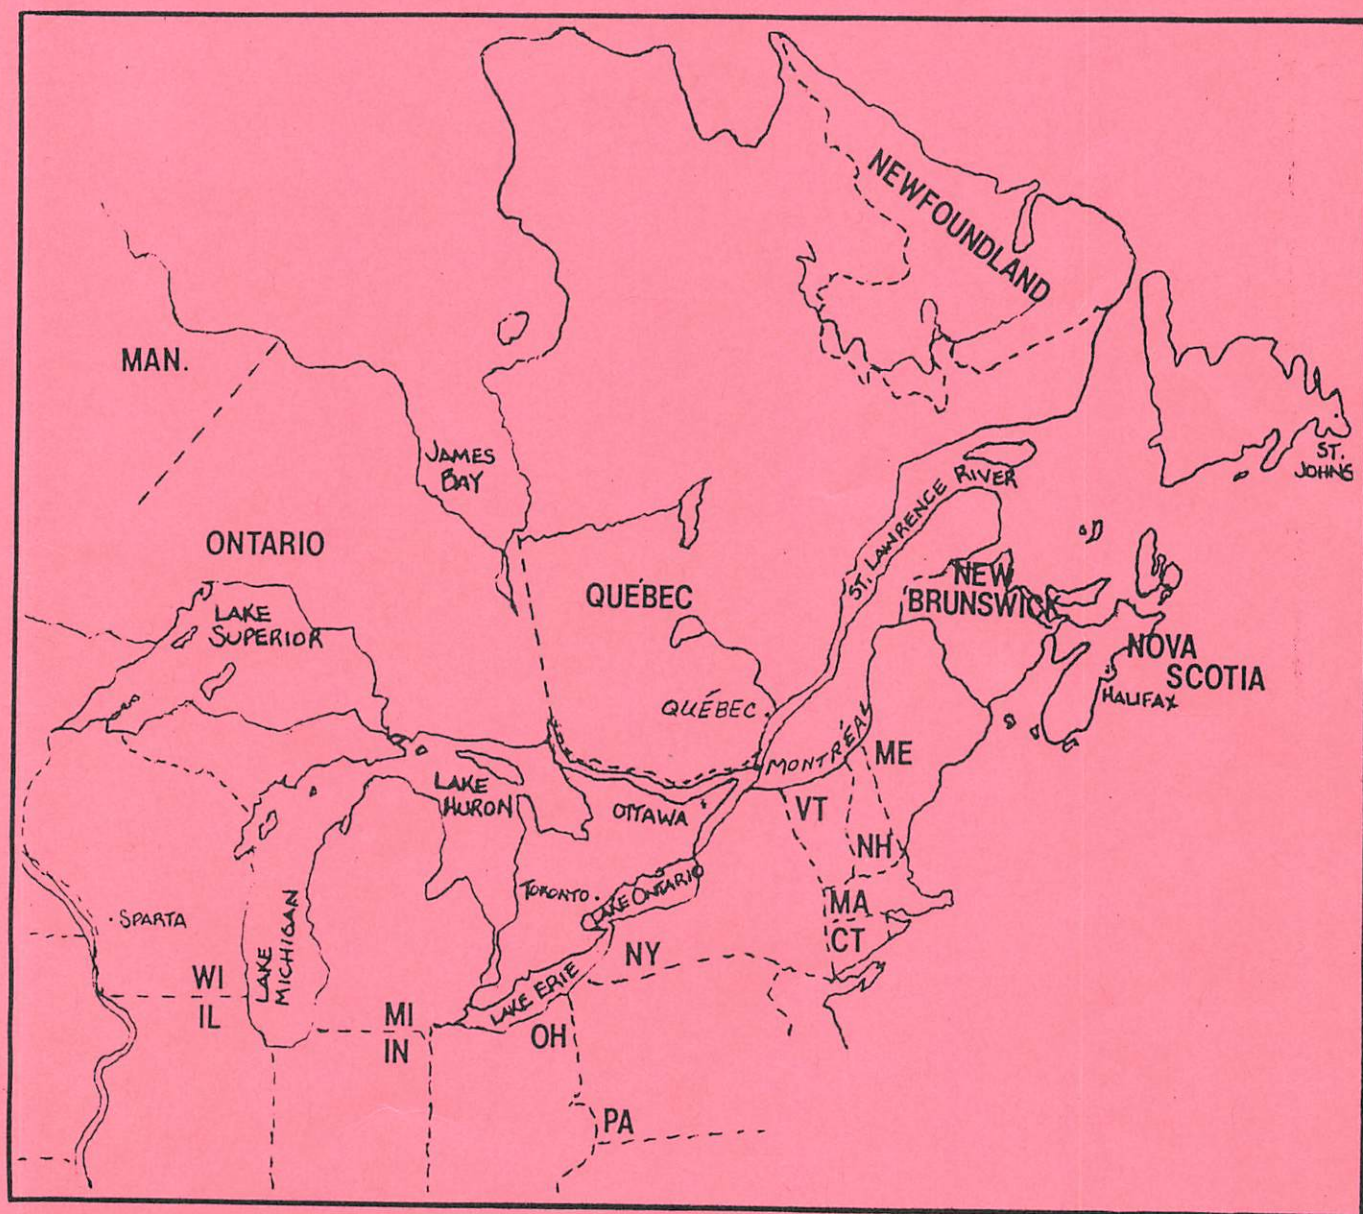 NEWFOUNDLAND
MAN.
JAMES
BAY
ST.
JOHNS
ST. LAWRENCE RIVER
ONTARIO
QUÉBEC
NEW
BRUNSWICK
LAKE
SUPERIOR
NOVA
SCOTIA
HALIFAX
QUÉBEC
MONTRÉAL
ME
LAKE
HURON
OTTAWA
VT
NH
TORONTO
LAKE ONTARIO
SPARTA
MA
CT
LAKE
MICHIGAN
NY
WI
IL
LAKE ERIE
MI
IN
OH
PA